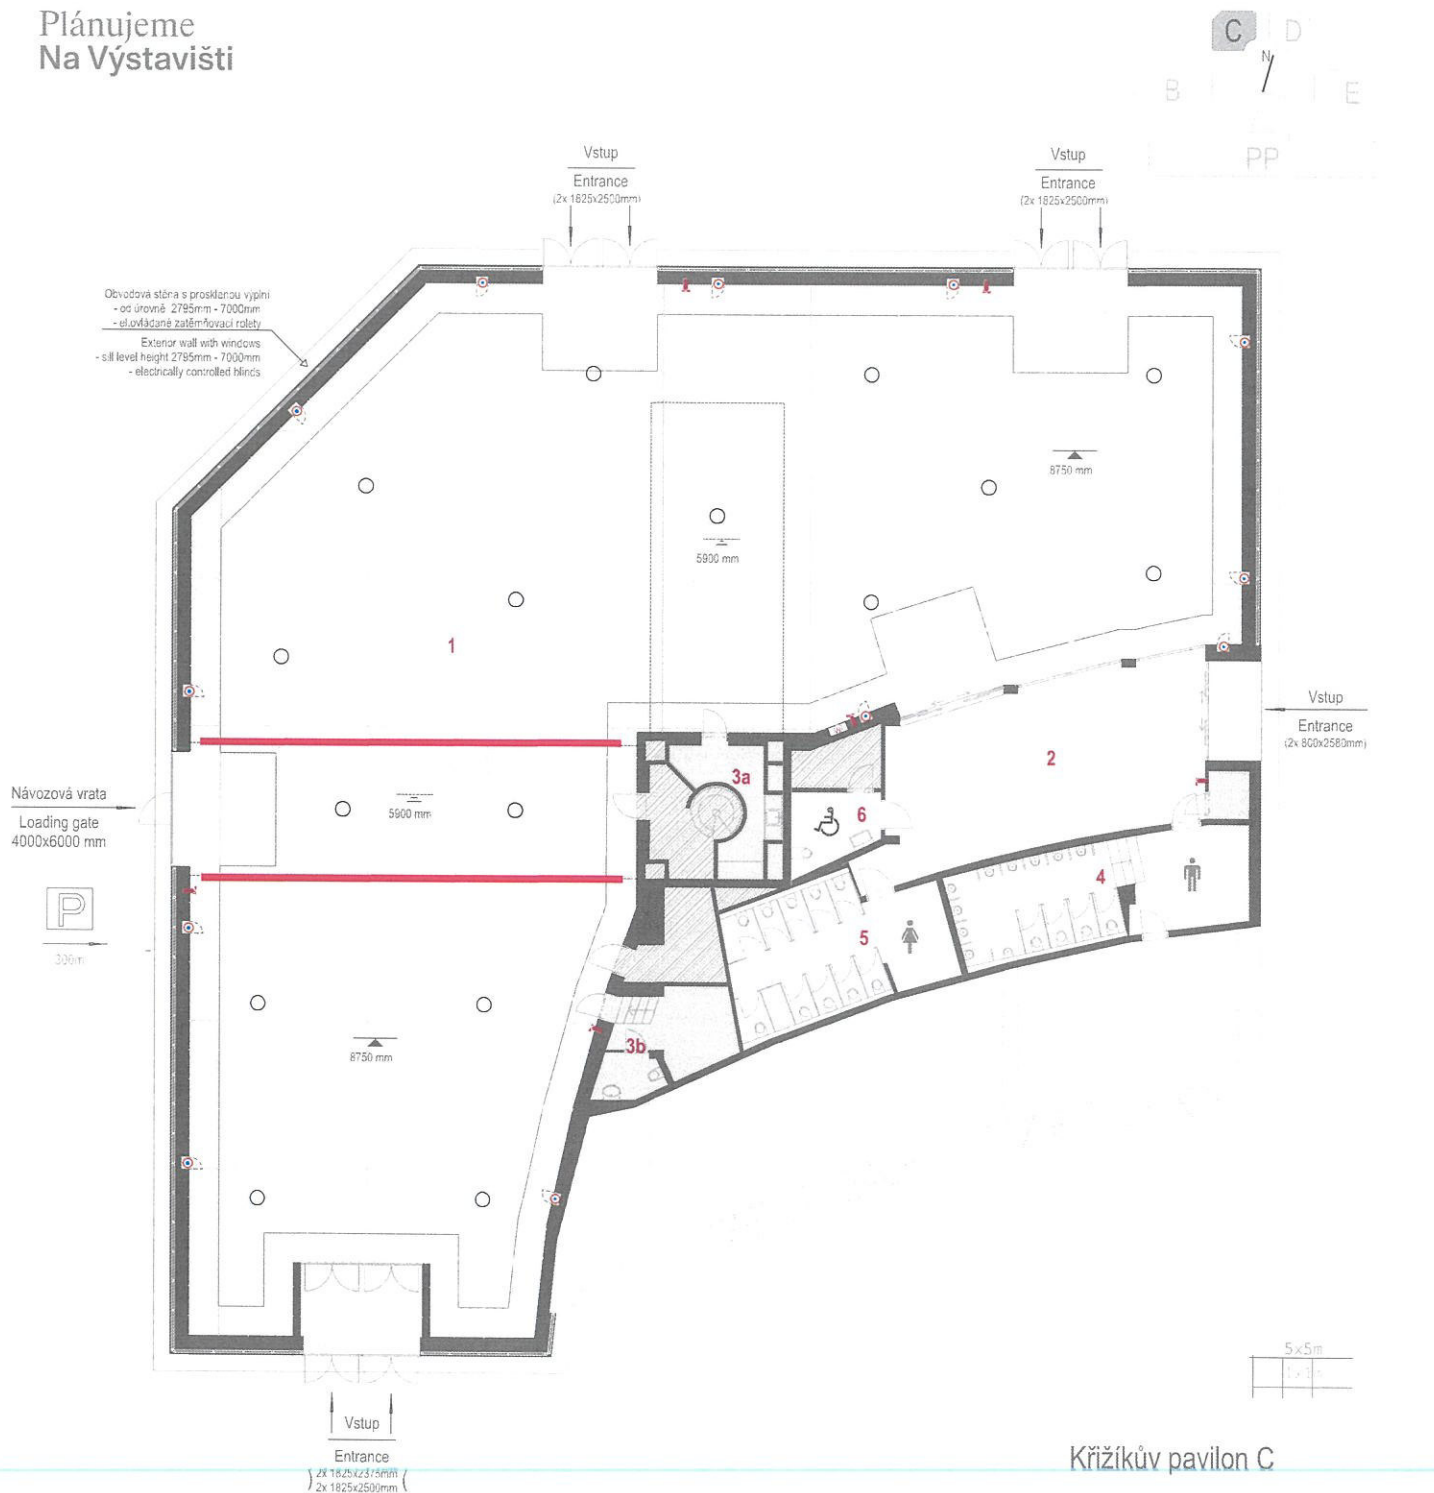 Plánujeme
Na Výstavišti
C
D
N
B
E
PP
Vstup
Entrance
(2x 1825x2500mm)
Vstup
Entrance
(2x 1825x2500mm)
Obvodová stěna s prosklenou výplní
- od úrovně 2795mm - 7000mm
- el.ovládané zatěmňovací rolety
Exterior wall with windows
- sill level height 2795mm - 7000mm
- electrically controlled blinds
8750 mm
5900 mm
1
Vstup
Entrance
(2x 800x2580mm)
2
3a
Návozová vrata
Loading gate
4000x6000 mm
5900 mm
6
4
P
5
300m
3b
8750 mm
5x5m
Vstup
Entrance
2x 1825x2375mm
2x 1825x2500mm
Křižíkův pavilon C